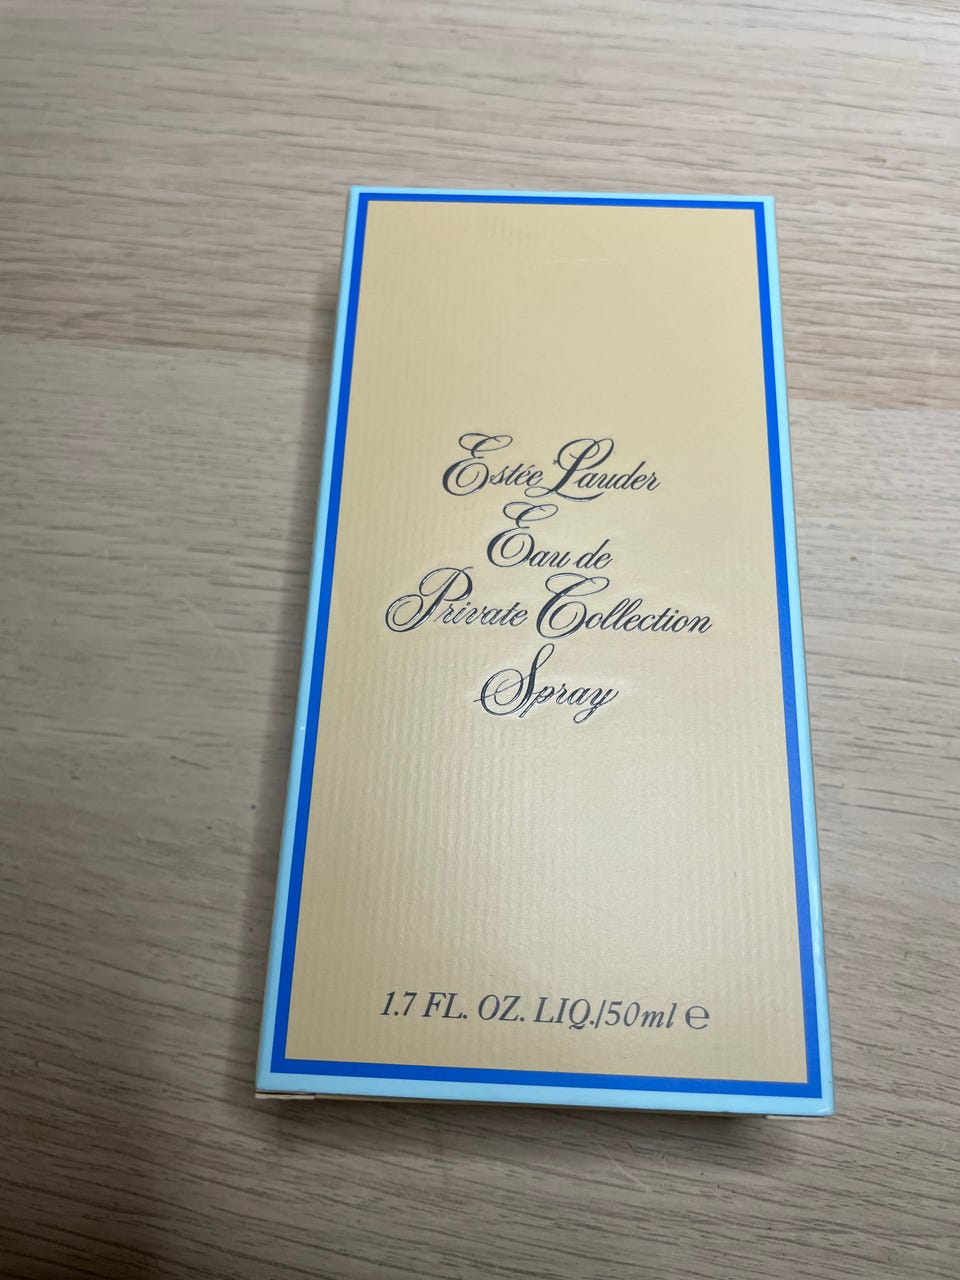 Estée Lauder
Eau de
Private Collection
Spray
1.7 FL. OZ. LIQ./50ml ℮